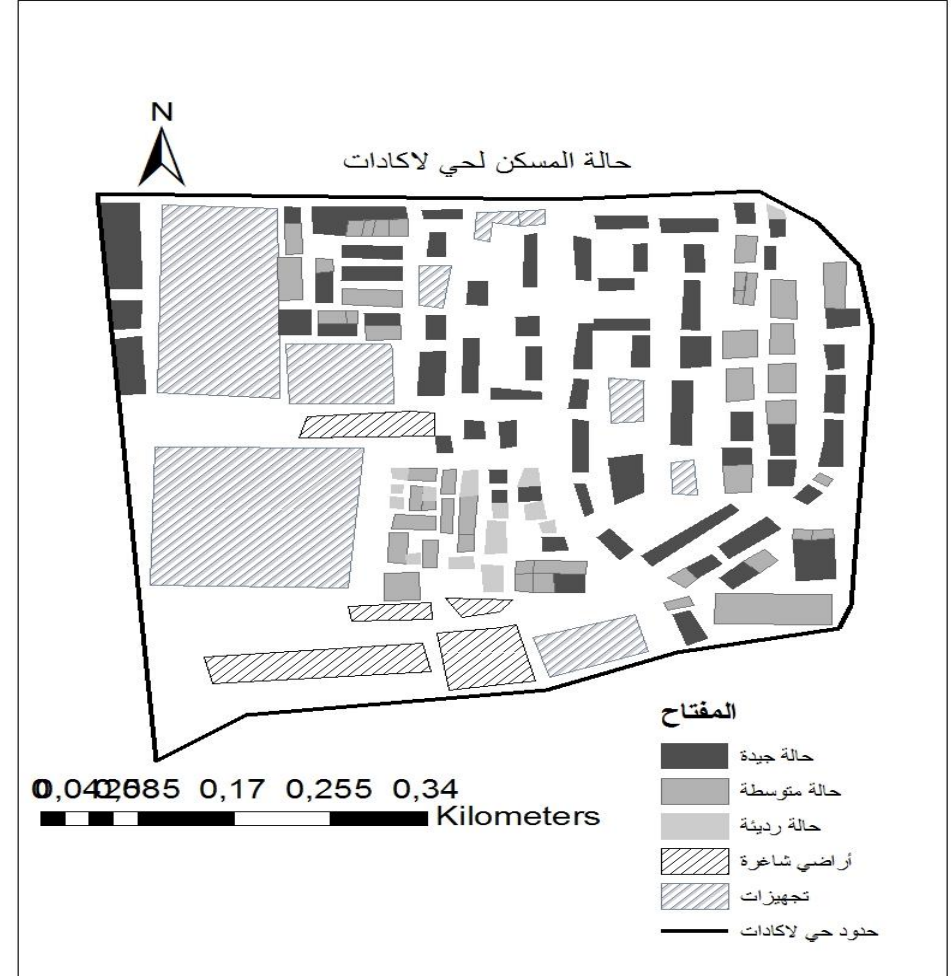 N
حالة المسكن لحي لاكادات
المفتاح
حالة جيدة
حالة متوسطة
حالة رديئة
أراضي شاغرة
تجهيزات
حدود حي لاكادات
0,17 0,255 0,34
Kilometers